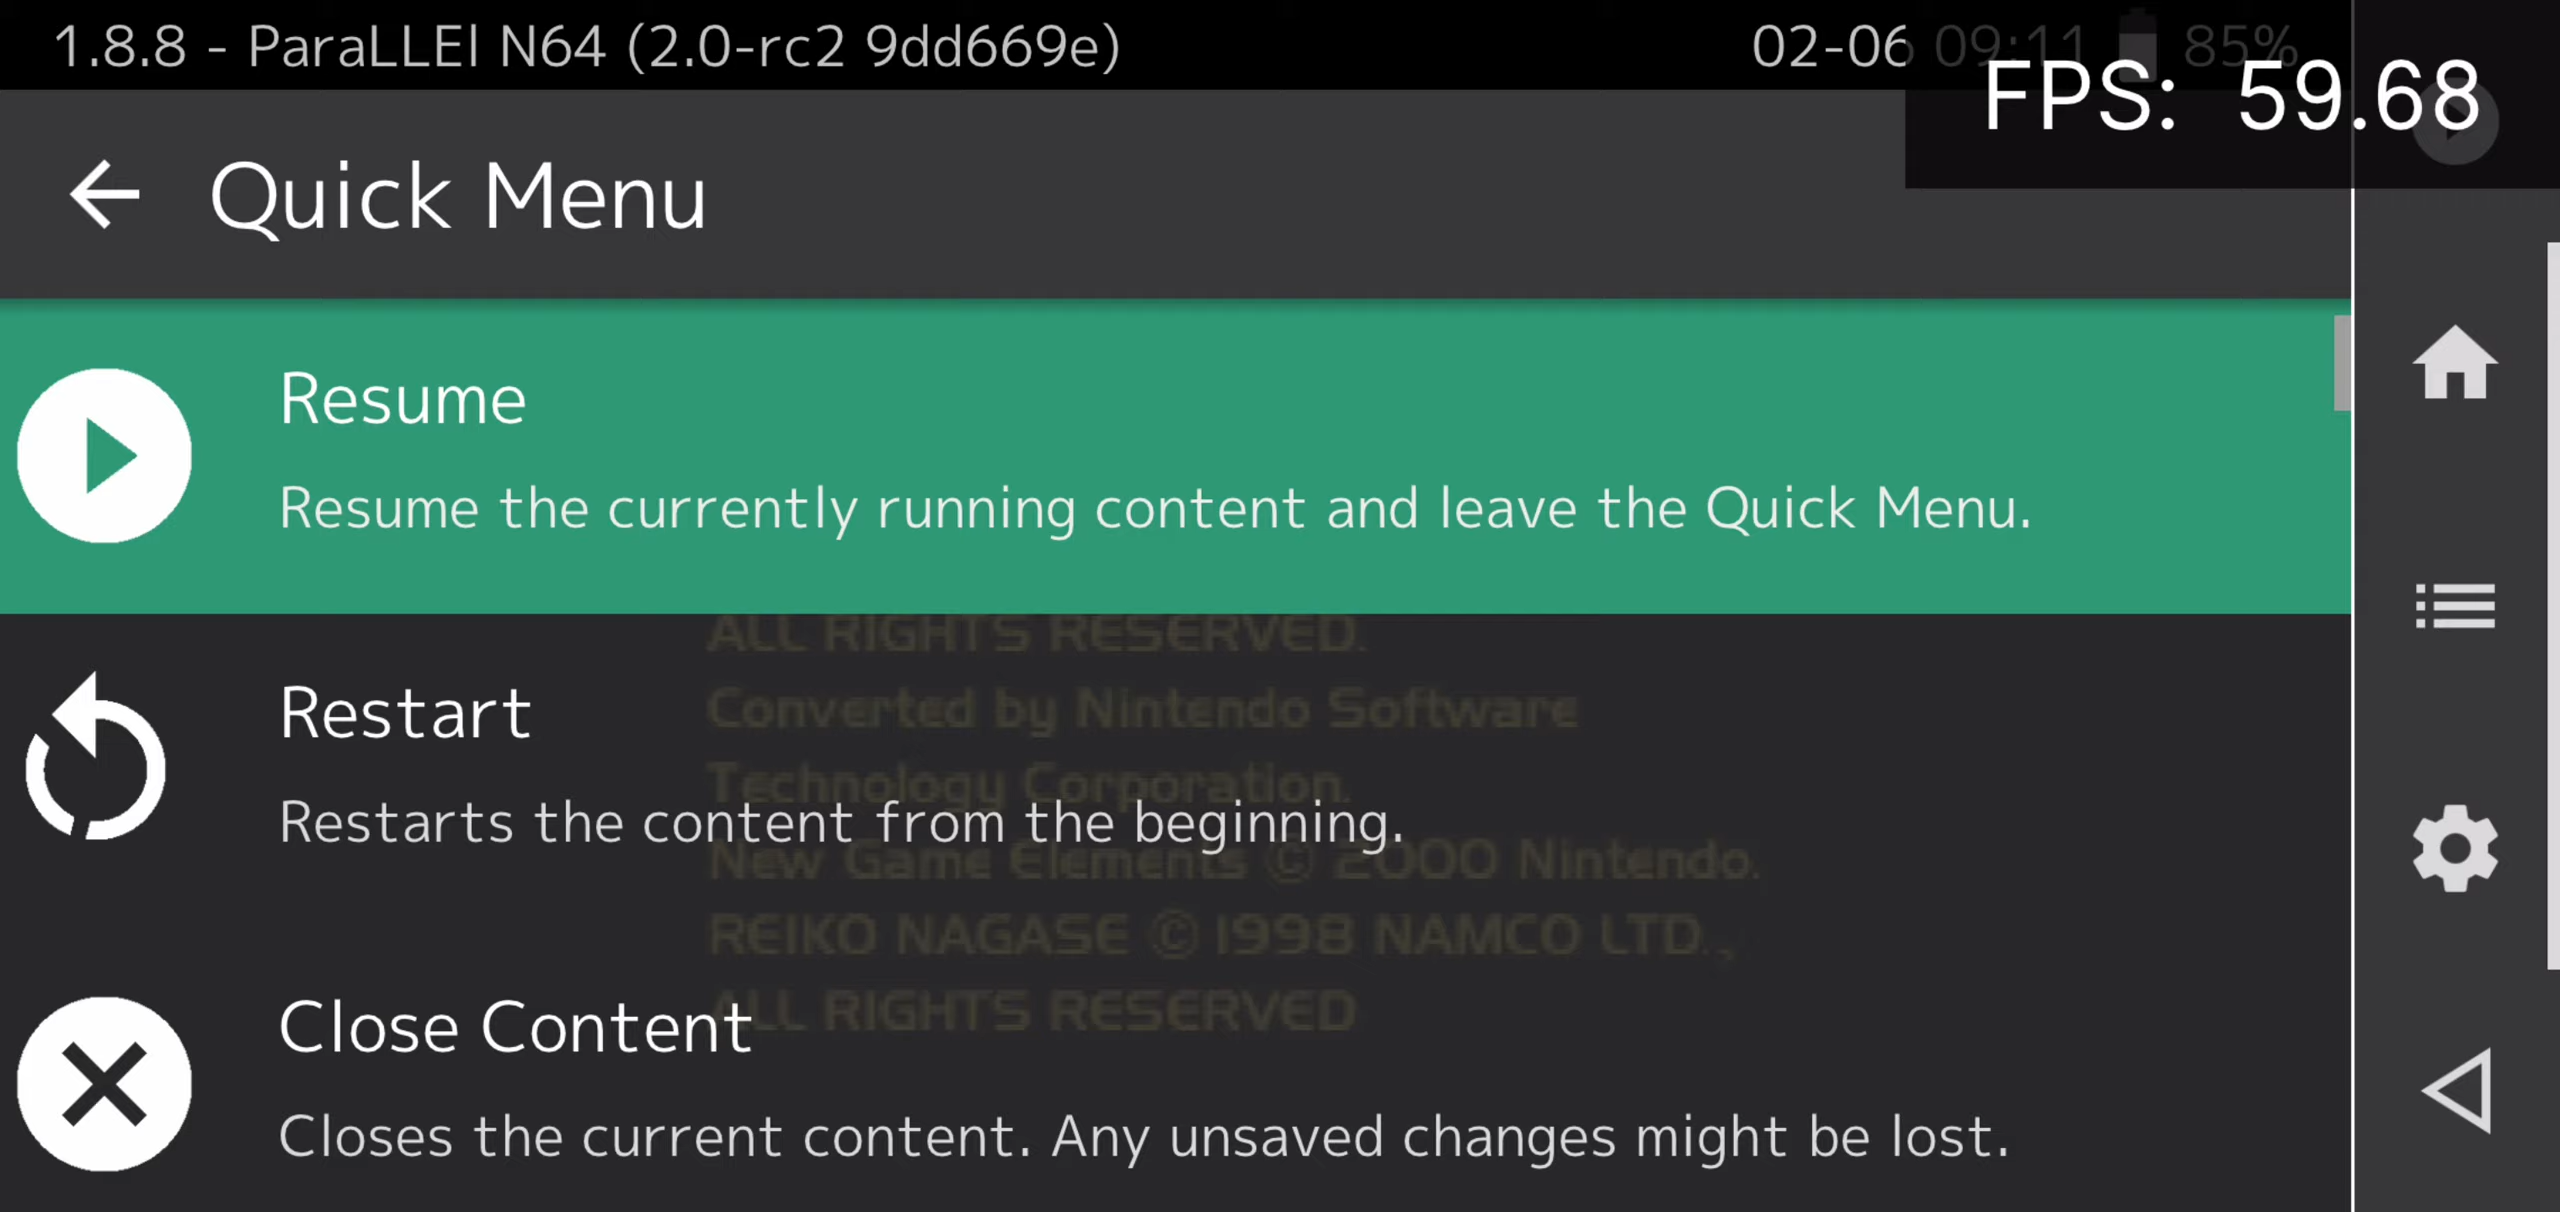 1.8.8 - ParaLLEl N64 (2.0-rc2 9dd669e)
02-06 09:11 85%
FPS: 59.68
Quick Menu
Resume
Resume the currently running content and leave the Quick Menu.
ALL RIGHTS RESERVED.
Restart
Converted by Nintendo Software
Technology Corporation.
Restarts the content from the beginning.
New Game Elements © 2000 Nintendo.
REIKO NAGASE © 1998 NAMCO LTD.,
ALL RIGHTS RESERVED
Close Content
Closes the current content. Any unsaved changes might be lost.